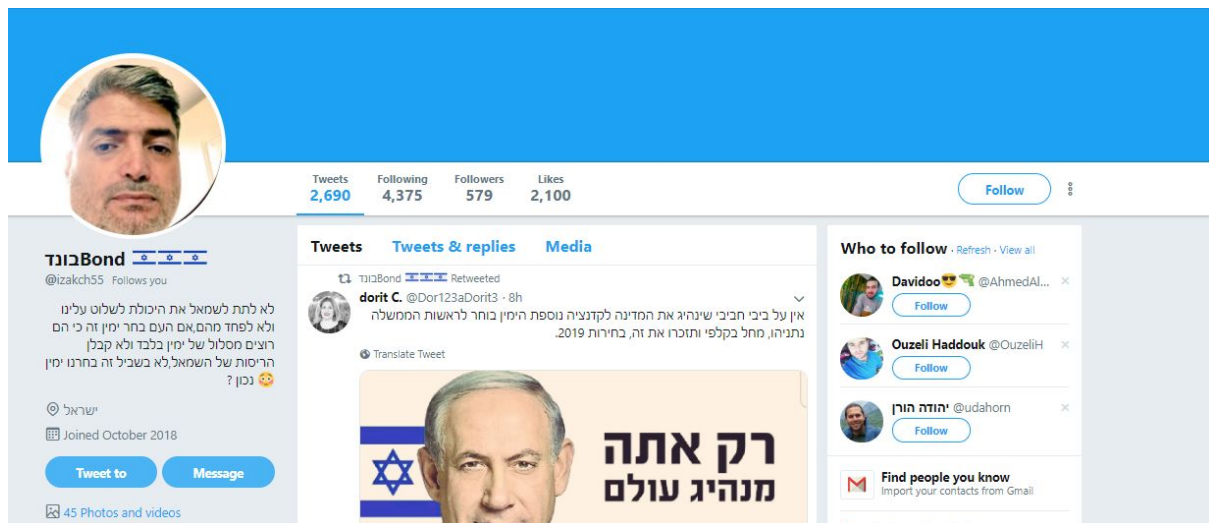 Tweets Following Followers Likes
2,690 4,375 579 2,100
Follow
בונדBond
@izakch55 Follows you
לא לתת לשמאל את היכולת לשלוט עלינו
ולא לפחד מהם,אם העם בחר ימין זה כי הם
רוצים מסלול של ימין בלבד ולא קבלן
הריסות של השמאל,לא בשביל זה בחרנו ימין
נכון ?
ישראל
Joined October 2018
Tweet to Message
45 Photos and videos
Tweets Tweets & replies Media
בונדBond Retweeted
dorit C. @Dor123aDorit3 · 8h
אין על ביבי חביבי שינהיג את המדינה לקדנציה נוספת הימין בוחר לראשות הממשלה
נתניהו, מחל בקלפי ותזכרו את זה, בחירות 2019.
Translate Tweet
רק אתה
מנהיג עולם
Who to follow · Refresh · View all
Davidoo @AhmedAl...
Follow
Ouzeli Haddouk @OuzeliH
Follow
יהודה הורן @udahorn
Follow
Find people you know
Import your contacts from Gmail